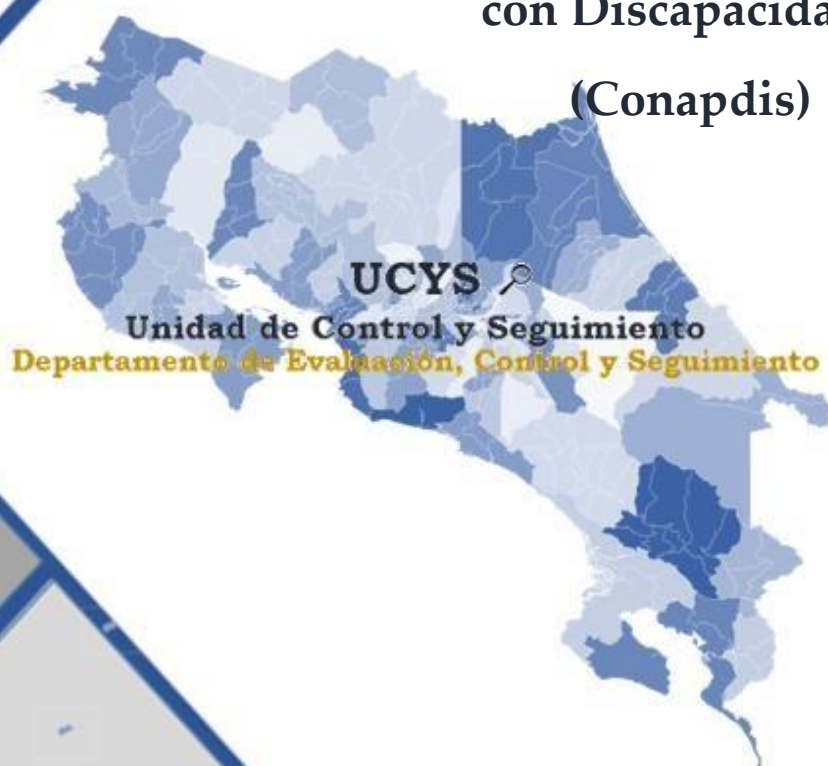 con Discapacida
(Conapdis)
UCYS
Unidad de Control y Seguimiento
Departamento de Evaluación, Control y Seguimiento